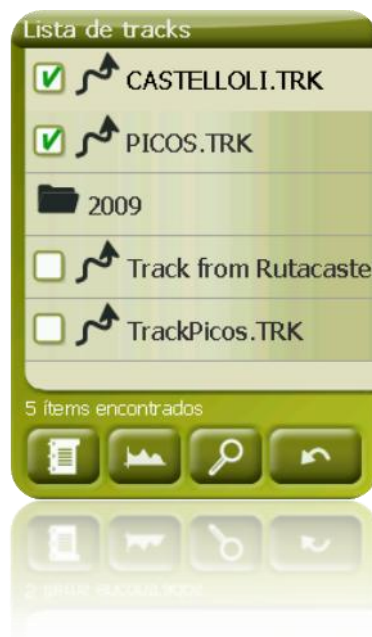 Lista de tracks
CASTELLOLI.TRK
PICOS.TRK
2009
Track from Rutacaste
TrackPicos.TRK
5 ítems encontrados